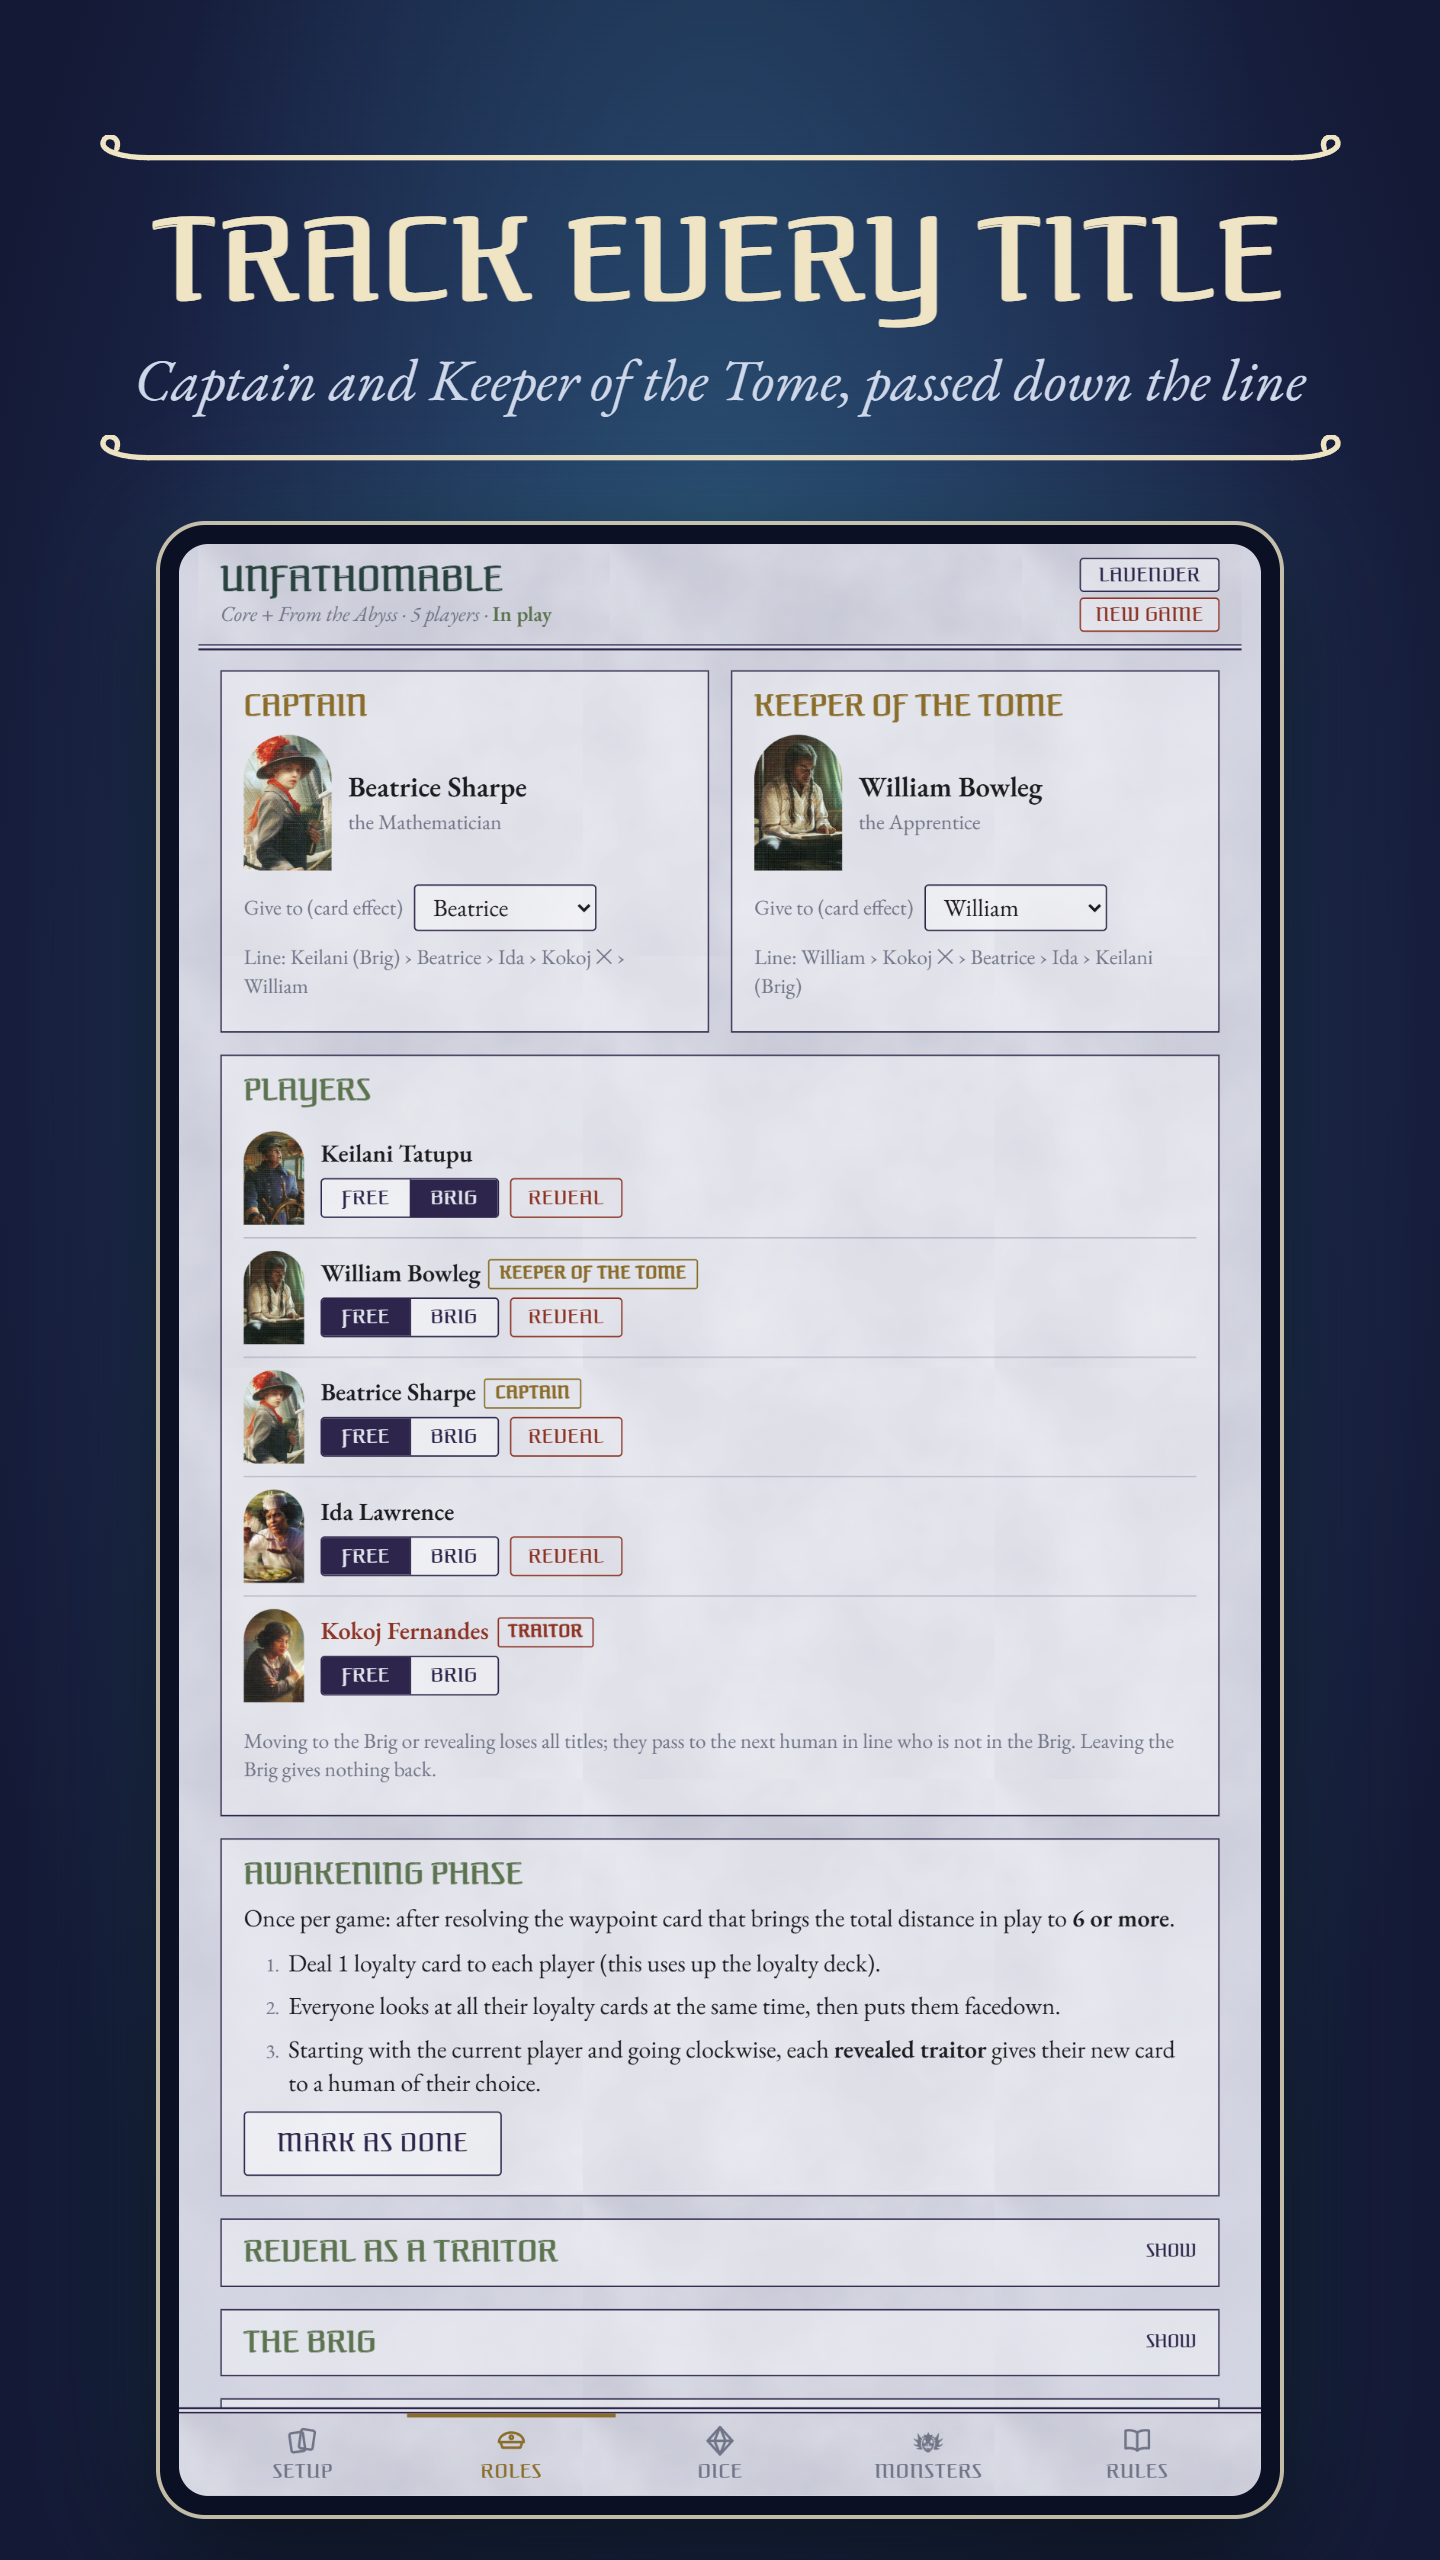 TRACK EVERY TITLE
Captain and Keeper of the Tome, passed down the line
UNFATHOMABLE
Core + From the Abyss · 5 players · In play
LAVENDER
NEW GAME
CAPTAIN
Beatrice Sharpe
the Mathematician
Give to (card effect) Beatrice
Line: Keilani (Brig) › Beatrice › Ida › Kokoj ✕ ›
William
KEEPER OF THE TOME
William Bowleg
the Apprentice
Give to (card effect) William
Line: William › Kokoj ✕ › Beatrice › Ida › Keilani
(Brig)
PLAYERS
Keilani Tatupu
FREE BRIG REVEAL
William Bowleg KEEPER OF THE TOME
FREE BRIG REVEAL
Beatrice Sharpe CAPTAIN
FREE BRIG REVEAL
Ida Lawrence
FREE BRIG REVEAL
Kokoj Fernandes TRAITOR
FREE BRIG
Moving to the Brig or revealing loses all titles; they pass to the next human in line who is not in the Brig. Leaving the
Brig gives nothing back.
AWAKENING PHASE
Once per game: after resolving the waypoint card that brings the total distance in play to 6 or more.
1. Deal 1 loyalty card to each player (this uses up the loyalty deck).
2. Everyone looks at all their loyalty cards at the same time, then puts them facedown.
3. Starting with the current player and going clockwise, each revealed traitor gives their new card
to a human of their choice.
MARK AS DONE
REVEAL AS A TRAITOR SHOW
THE BRIG SHOW
SETUP ROLES DICE MONSTERS RULES